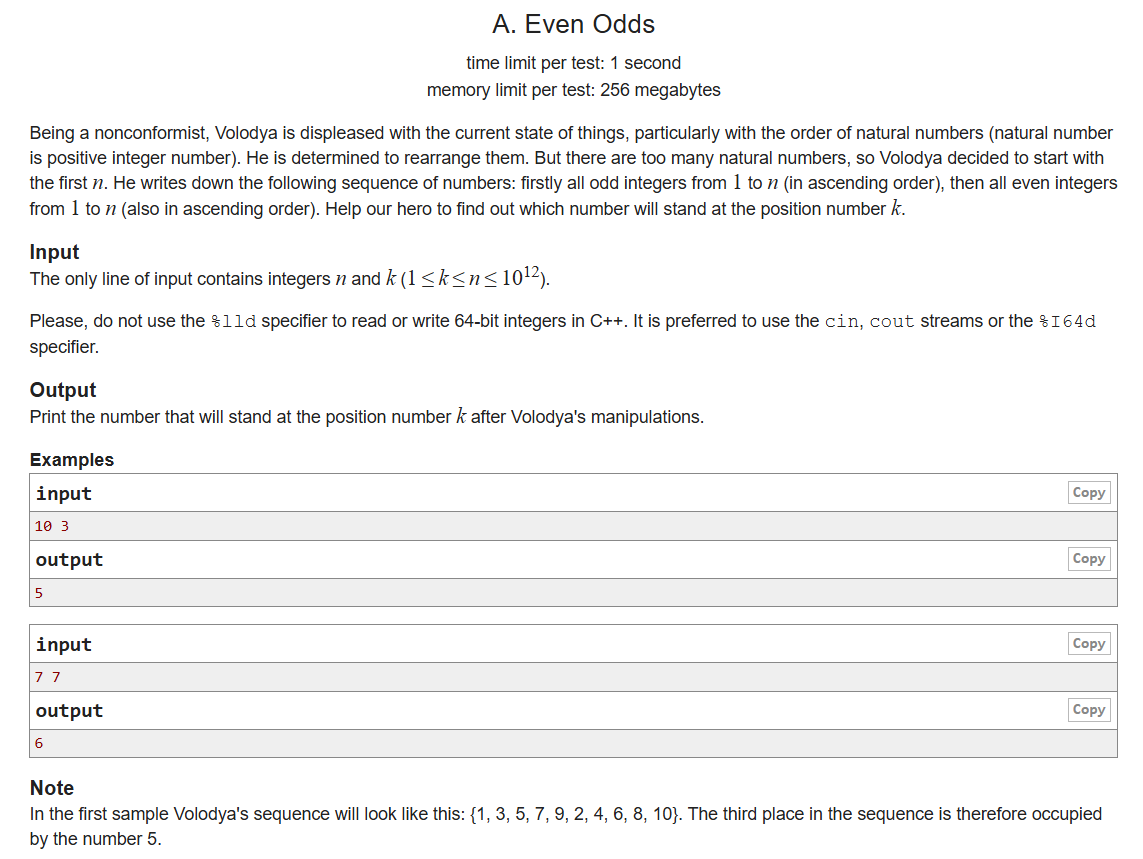 A. Even Odds
time limit per test: 1 second
memory limit per test: 256 megabytes
Being a nonconformist, Volodya is displeased with the current state of things, particularly with the order of natural numbers (natural number
is positive integer number). He is determined to rearrange them. But there are too many natural numbers, so Volodya decided to start with
the first n. He writes down the following sequence of numbers: firstly all odd integers from 1 to n (in ascending order), then all even integers
from 1 to n (also in ascending order). Help our hero to find out which number will stand at the position number k.
Input
The only line of input contains integers n and k (1 ≤ k ≤ n ≤ 10^12).
Please, do not use the %lld specifier to read or write 64-bit integers in C++. It is preferred to use the cin, cout streams or the %I64d
specifier.
Output
Print the number that will stand at the position number k after Volodya's manipulations.
Examples
input Copy
10 3
output Copy
5
input Copy
7 7
output Copy
6
Note
In the first sample Volodya's sequence will look like this: {1, 3, 5, 7, 9, 2, 4, 6, 8, 10}. The third place in the sequence is therefore occupied
by the number 5.